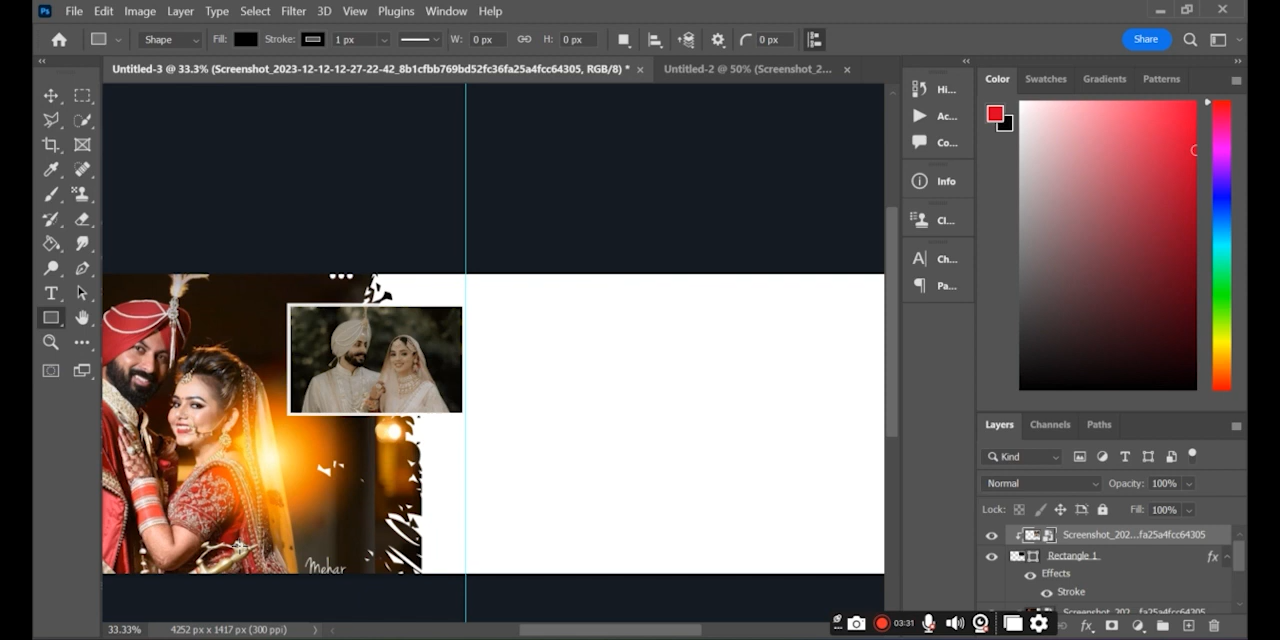 Ps File Edit Image Layer Type Select Filter 3D View Plugins Window Help
Shape Fill: Stroke: 1 px W: 0 px H: 0 px 0 px Share
Untitled-3 @ 33.3% (Screenshot_2023-12-12-12-27-22-42_8b1cfbb769bd52fc36fa25a4fcc64305, RGB/8) * × Untitled-2 @ 50% (Screenshot_2... ×
Hi...
Ac...
Co...
Info
Cl...
Ch...
Pa...
Color Swatches Gradients Patterns
Mehar
Layers Channels Paths
Kind
Normal Opacity: 100%
Lock: Fill: 100%
Screenshot_202...fa25a4fcc64305
Rectangle 1 fx
Effects
Stroke
Screenshot_202...fa25a4fcc64305
33.33% 4252 px x 1417 px (300 ppi)
03:31
fx